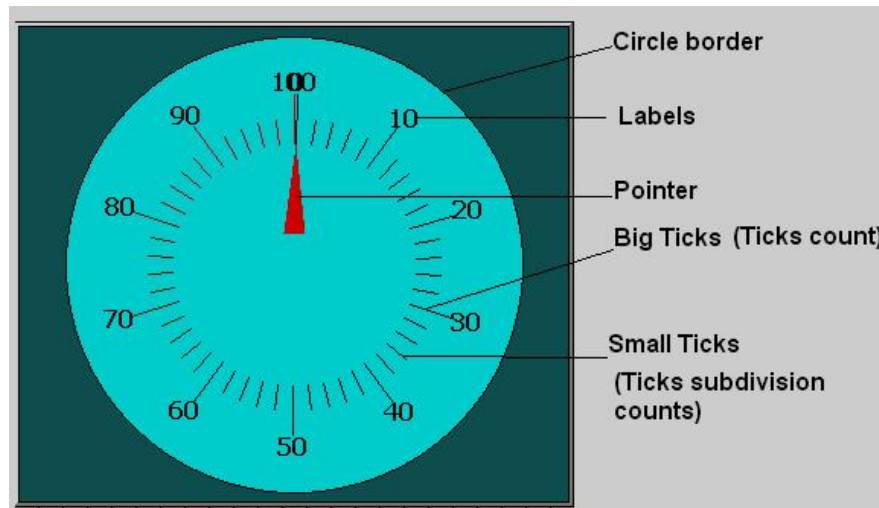 Circle border
100
10
Labels
90
Pointer
80
20
Big Ticks (Ticks count)
70
30
Small Ticks
(Ticks subdivision
counts)
60
40
50